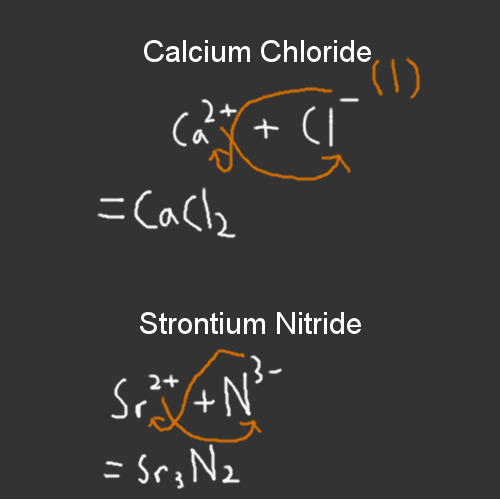 Calcium Chloride
Ca²⁺ + Cl⁻ (1)
= CaCl₂
Strontium Nitride
Sr²⁺ + N³⁻
= Sr₃N₂